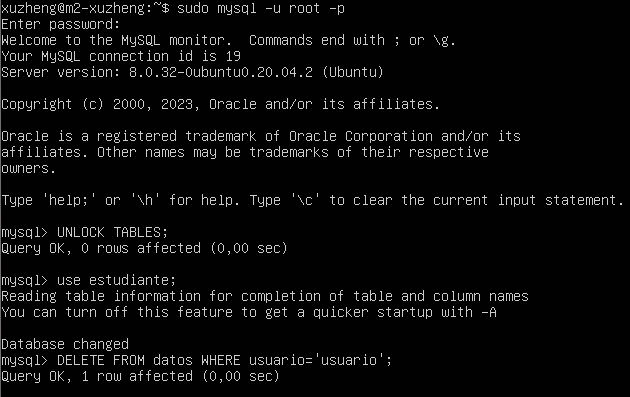 xuzheng@m2-xuzheng:~$ sudo mysql -u root -p
Enter password:
Welcome to the MySQL monitor.  Commands end with ; or \g.
Your MySQL connection id is 19
Server version: 8.0.32-0ubuntu0.20.04.2 (Ubuntu)
Copyright (c) 2000, 2023, Oracle and/or its affiliates.
Oracle is a registered trademark of Oracle Corporation and/or its
affiliates. Other names may be trademarks of their respective
owners.
Type 'help;' or '\h' for help. Type '\c' to clear the current input statement.
mysql> UNLOCK TABLES;
Query OK, 0 rows affected (0,00 sec)
mysql> use estudiante;
Reading table information for completion of table and column names
You can turn off this feature to get a quicker startup with -A
Database changed
mysql> DELETE FROM datos WHERE usuario='usuario';
Query OK, 1 row affected (0,00 sec)